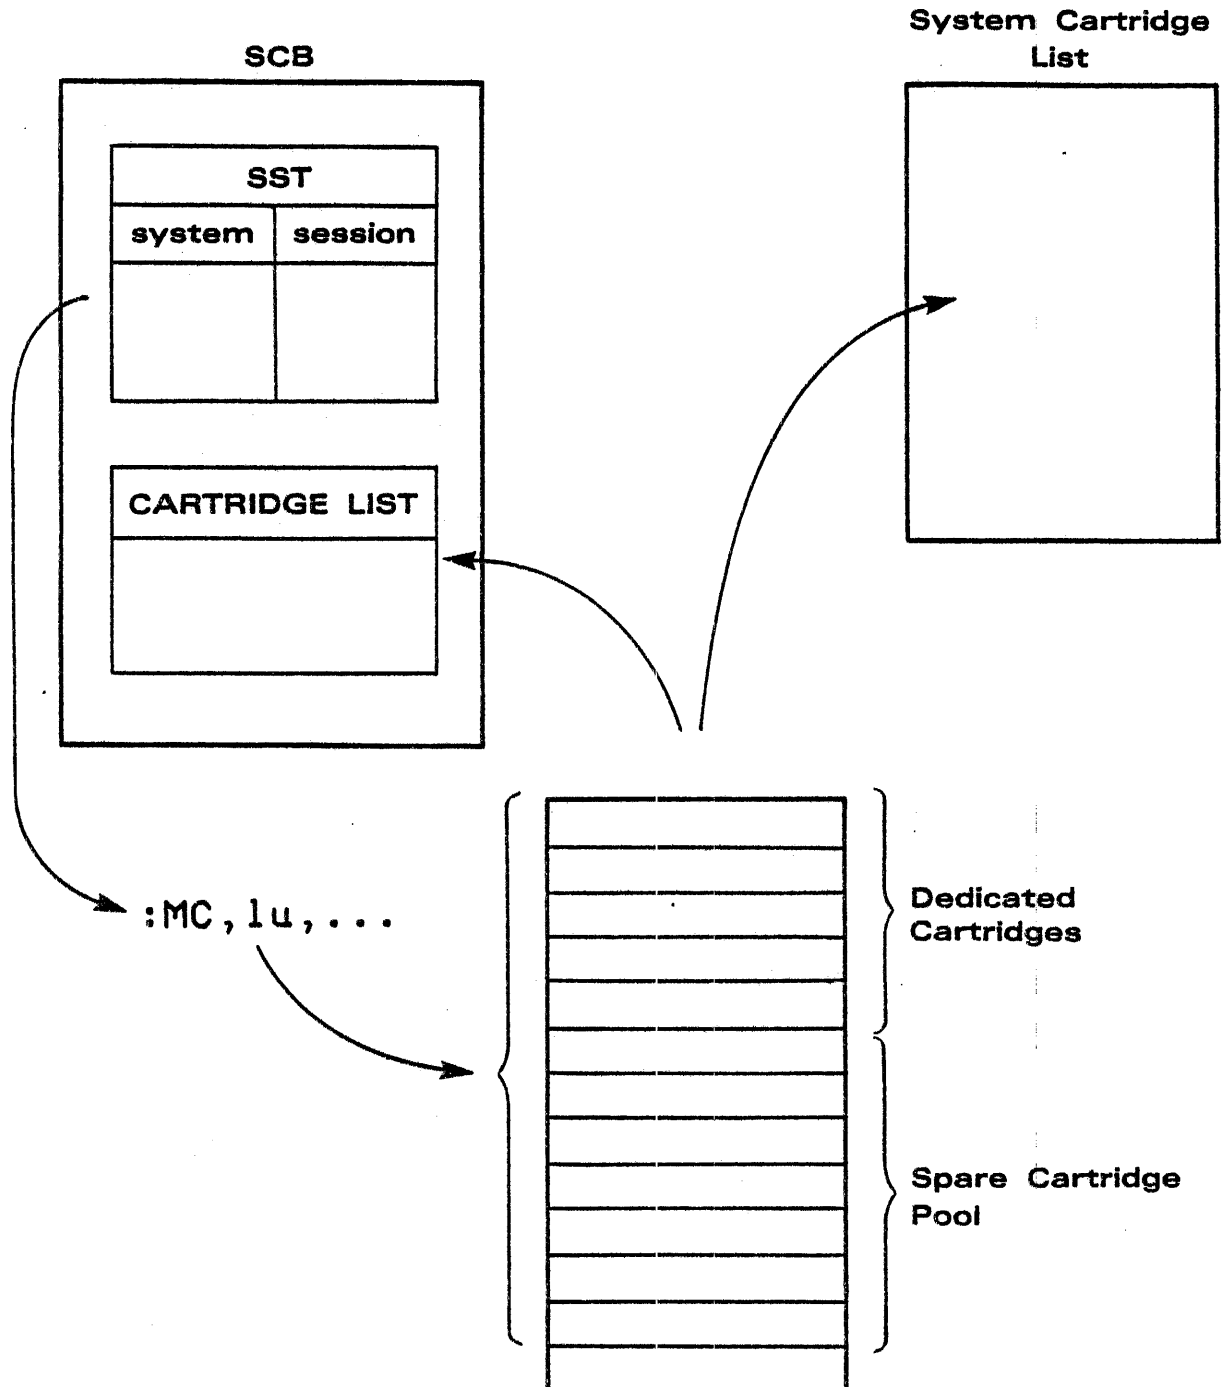 System Cartridge
List
SCB
SST
system session
CARTRIDGE LIST
:MC,lu,...
Dedicated
Cartridges
Spare Cartridge
Pool